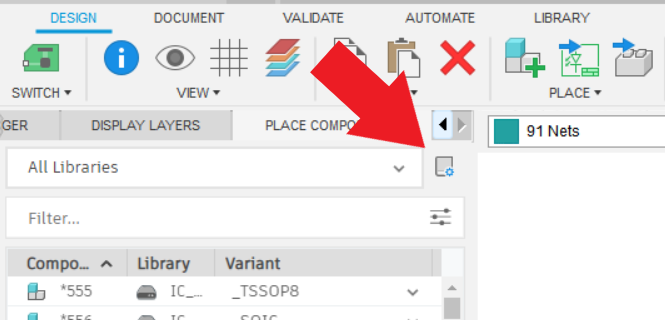 DESIGN DOCUMENT VALIDATE AUTOMATE LIBRARY
SWITCH VIEW PLACE
GER DISPLAY LAYERS PLACE COMPO
91 Nets
All Libraries
Filter...
Compo... Library Variant
*555 IC_... _TSSOP8
*556 IC _SOIC